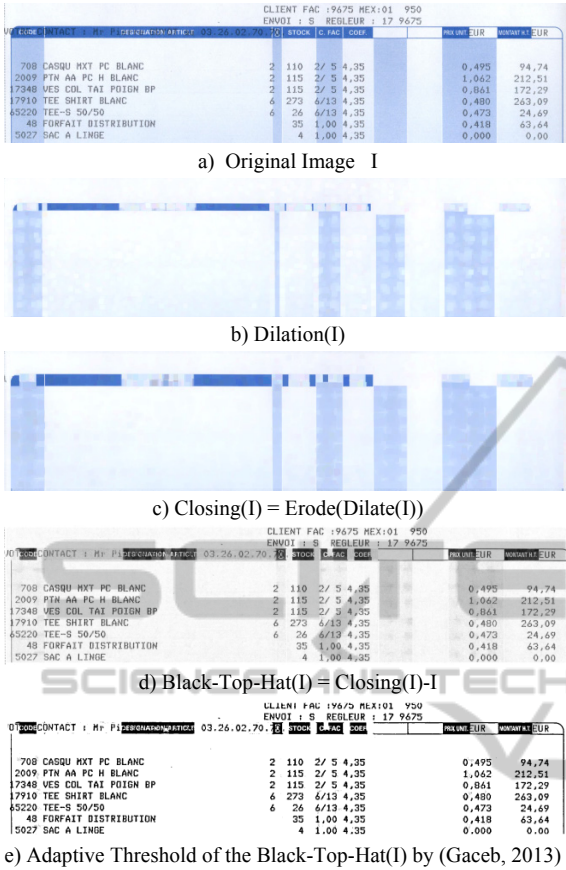 CLIENT FAC :9675 MEX:01 950
ENVOI : S REGLEUR : 17 9675
CODE CONTACT : Mr DESIGNATION ARTICLE 03.26.02.70. STOCK C. FAC COEF. PRIX UNIT. EUR MONTANT H.T. EUR
708 CASQU MXT PC BLANC 2 110 2/ 5 4,35 0,495 94,74
2009 PTN AA PC H BLANC 2 115 2/ 5 4,35 1,062 212,51
17348 VES COL TAI POIGN BP 2 115 2/ 5 4,35 0,861 172,29
17910 TEE SHIRT BLANC 6 273 6/13 4,35 0,480 263,09
65220 TEE-S 50/50 6 26 6/13 4,35 0,473 24,69
48 FORFAIT DISTRIBUTION 35 1,00 4,35 0,418 63,64
5027 SAC A LINGE 4 1,00 4,35 0,000 0,00
a) Original Image I
b) Dilation(I)
c) Closing(I) = Erode(Dilate(I))
CLIENT FAC :9675 MEX:01 950
ENVOI : S REGLEUR : 17 9675
CODE CONTACT : Mr DESIGNATION ARTICLE 03.26.02.70. STOCK C. FAC COEF PRIX UNIT. EUR MONTANT H.T. EUR
708 CASQU MXT PC BLANC 2 110 2/ 5 4,35 0,495 94,74
2009 PTN AA PC H BLANC 2 115 2/ 5 4,35 1,062 212,51
17348 VES COL TAI POIGN BP 2 115 2/ 5 4,35 0,861 172,29
17910 TEE SHIRT BLANC 6 273 6/13 4,35 0,480 263,09
65220 TEE-S 50/50 6 26 6/13 4,35 0,473 24,69
48 FORFAIT DISTRIBUTION 35 1,00 4,35 0,418 63,64
5027 SAC A LINGE 4 1,00 4,35 0,000 0,00
d) Black-Top-Hat(I) = Closing(I)-I
CLIENT FAC :9675 MEX:01 950
ENVOI : S REGLEUR : 17 9675
CODE CONTACT : Mr DESIGNATION ARTICLE 03.26.02.70. STOCK C. FAC COEF PRIX UNIT. EUR MONTANT H.T. EUR
708 CASQU MXT PC BLANC 2 110 2/ 5 4,35 0,495 94,74
2009 PTN AA PC H BLANC 2 115 2/ 5 4,35 1,062 212,51
17348 VES COL TAI POIGN BP 2 115 2/ 5 4,35 0,861 172,29
17910 TEE SHIRT BLANC 6 273 6/13 4,35 0,480 263,09
65220 TEE-S 50/50 6 26 6/13 4,35 0,473 24,69
48 FORFAIT DISTRIBUTION 35 1,00 4,35 0,418 63,64
5027 SAC A LINGE 4 1.00 4.35 0.000 0.00
e) Adaptive Threshold of the Black-Top-Hat(I) by (Gaceb, 2013)